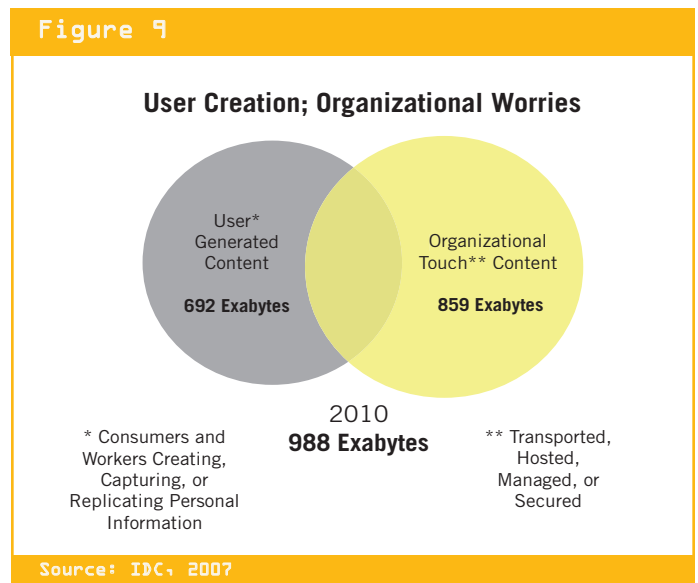 Figure 9
User Creation; Organizational Worries
User*
Generated
Content
692 Exabytes
Organizational
Touch** Content
859 Exabytes
2010
988 Exabytes
* Consumers and
Workers Creating,
Capturing, or
Replicating Personal
Information
** Transported,
Hosted,
Managed, or
Secured
Source: IDC, 2007